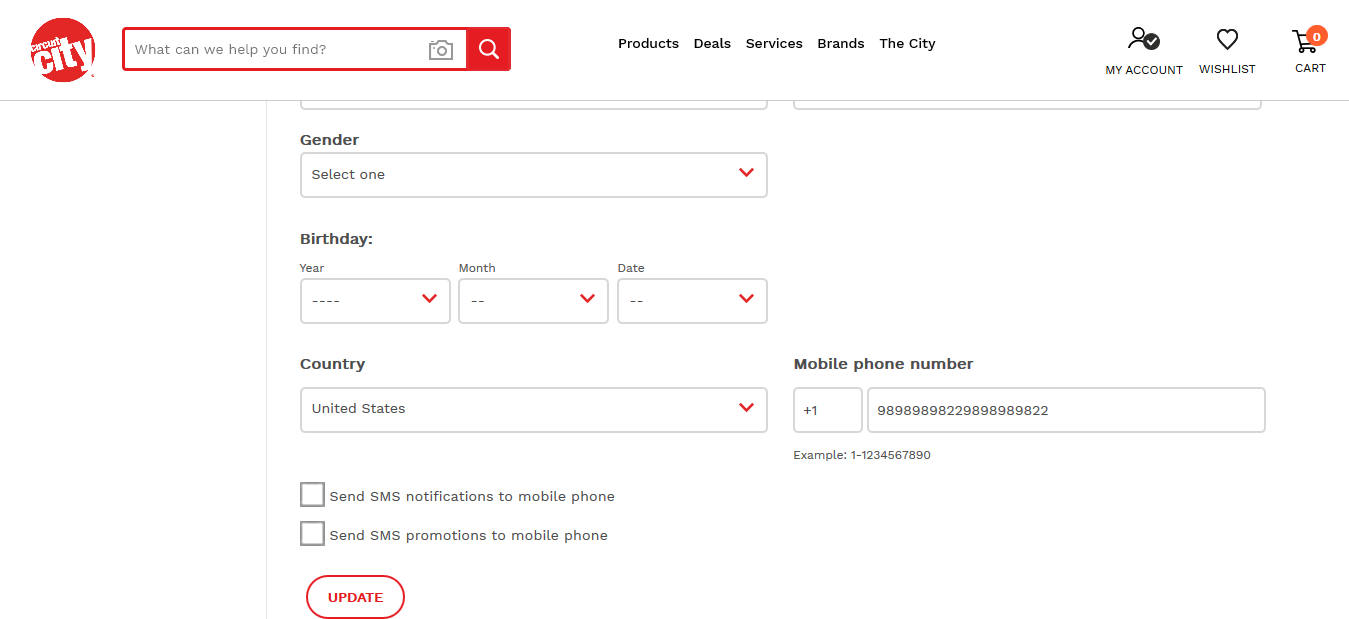 circuit
city
What can we help you find?
Products Deals Services Brands The City
MY ACCOUNT
WISHLIST
0
CART
Gender
Select one
Birthday:
Year Month Date
---- -- --
Country
United States
Mobile phone number
+1 98989898229898989822
Example: 1-1234567890
Send SMS notifications to mobile phone
Send SMS promotions to mobile phone
UPDATE